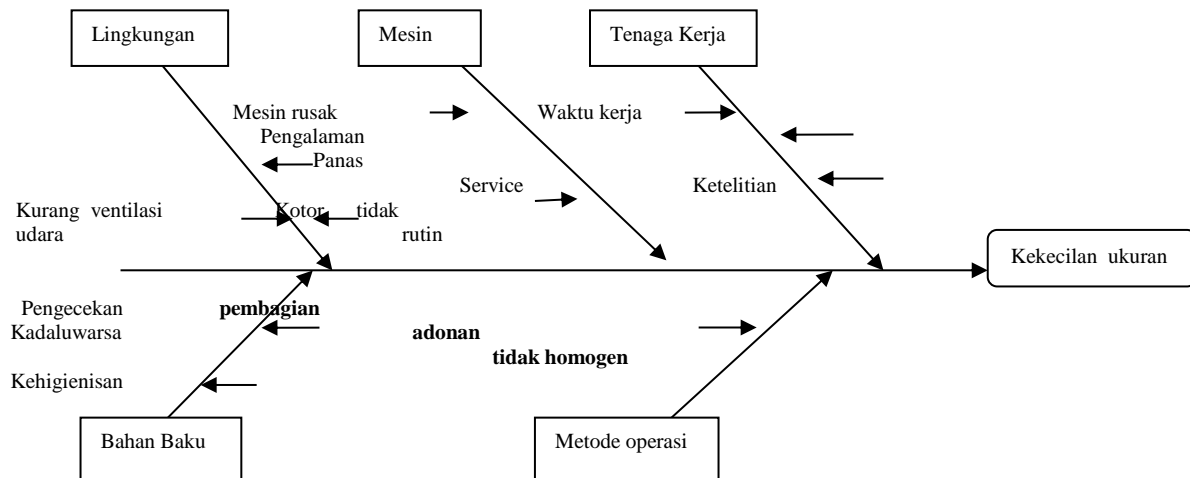 Lingkungan
Mesin
Tenaga Kerja
Mesin rusak
Waktu kerja
Pengalaman
Panas
Service
Ketelitian
Kurang ventilasi
Kotor
tidak
udara
rutin
Kekecilan ukuran
Pengecekan
pembagian
Kadaluwarsa
adonan
tidak homogen
Kehigienisan
Bahan Baku
Metode operasi